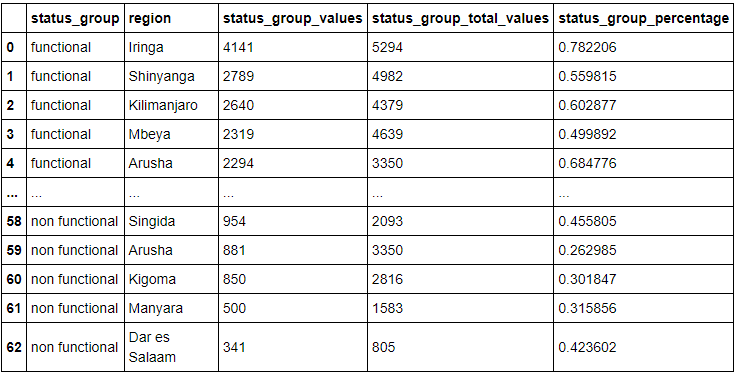 status_group region status_group_values status_group_total_values status_group_percentage
0 functional Iringa 4141 5294 0.782206
1 functional Shinyanga 2789 4982 0.559815
2 functional Kilimanjaro 2640 4379 0.602877
3 functional Mbeya 2319 4639 0.499892
4 functional Arusha 2294 3350 0.684776
... ... ... ... ... ...
58 non functional Singida 954 2093 0.455805
59 non functional Arusha 881 3350 0.262985
60 non functional Kigoma 850 2816 0.301847
61 non functional Manyara 500 1583 0.315856
62 non functional Dar es Salaam 341 805 0.423602